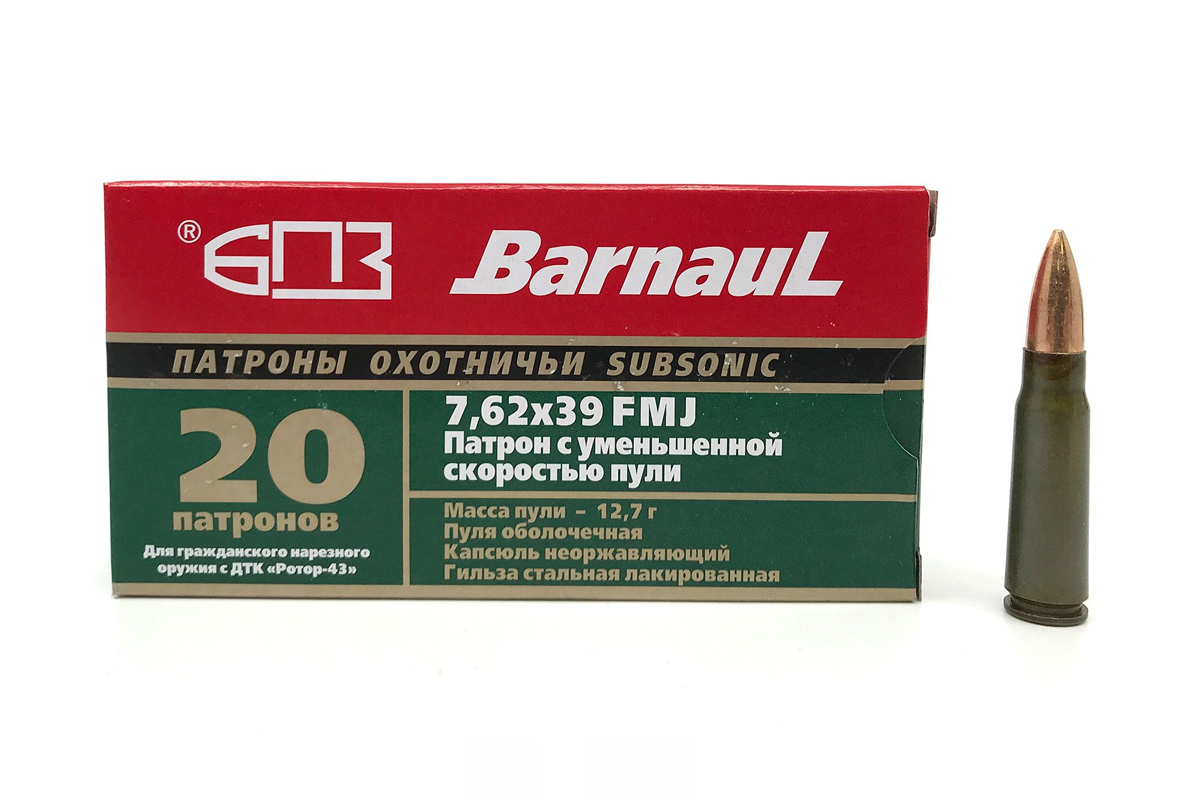 ® БПЗ Barnaul
ПАТРОНЫ ОХОТНИЧЬИ SUBSONIC
20
патронов
Для гражданского нарезного
оружия с ДТК «Ротор-43»
7,62х39 FMJ
Патрон с уменьшенной
скоростью пули
Масса пули – 12,7 г
Пуля оболочечная
Капсюль неоржавляющий
Гильза стальная лакированная